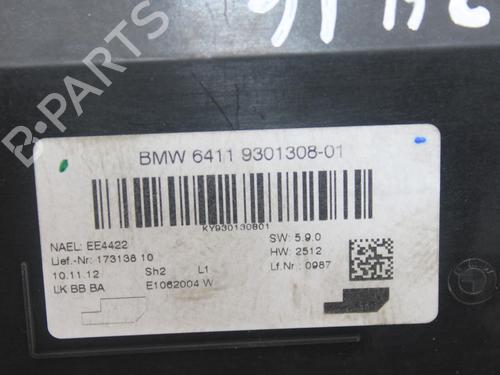 B-PARTS
BMW 6411 9301308-01
KY930130801
NAEL: EE4422
Lief.-Nr: 173138 10
10.11.12 Sh2 L1
LK BB BA E1062004 W
SW: 5.9.0
HW: 2512
Lf.Nr.: 0987